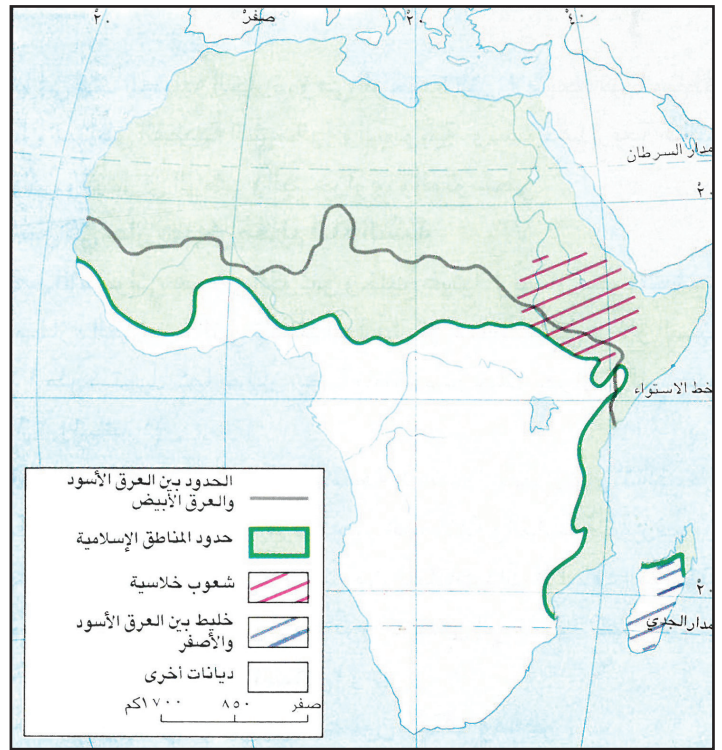 ٢٠° صفر° ٢٠° ٤٠°
مدار السرطان
٢٠
خط الاستواء
٢٠
مدار الجدي
الحدود بين العرق الأسود
والعرق الأبيض
حدود المناطق الإسلامية
شعوب خلاسية
خليط بين العرق الأسود
والأصفر
ديانات أخرى
صفر ٨٥٠ ١٧٠٠كم